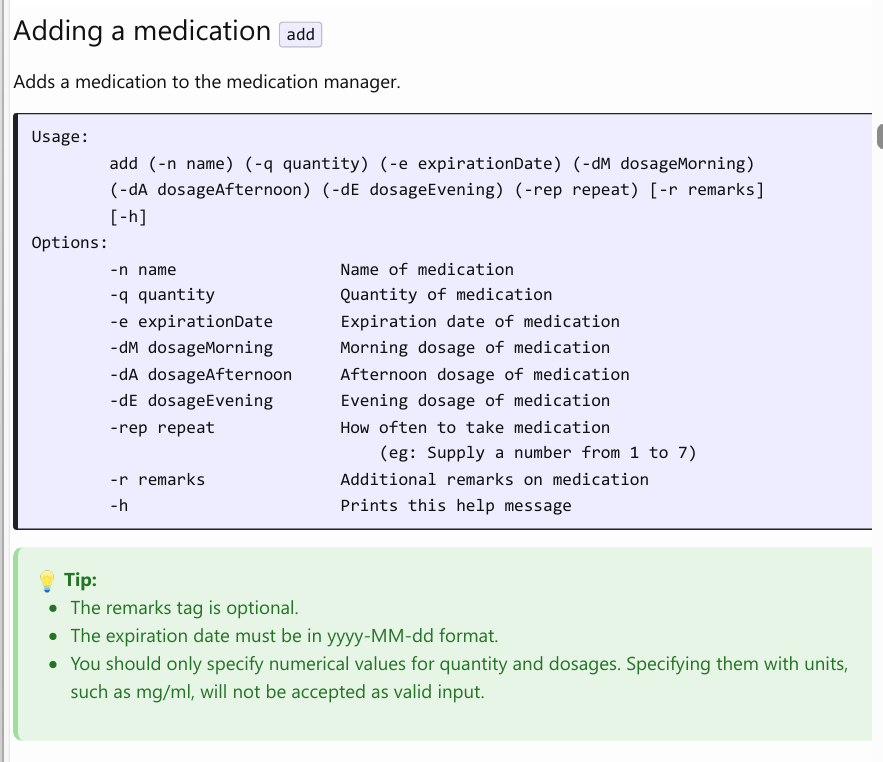 Adding a medication add
Adds a medication to the medication manager.
Usage:
add (-n name) (-q quantity) (-e expirationDate) (-dM dosageMorning)
(-dA dosageAfternoon) (-dE dosageEvening) (-rep repeat) [-r remarks]
[-h]
Options:
-n name Name of medication
-q quantity Quantity of medication
-e expirationDate Expiration date of medication
-dM dosageMorning Morning dosage of medication
-dA dosageAfternoon Afternoon dosage of medication
-dE dosageEvening Evening dosage of medication
-rep repeat How often to take medication
(eg: Supply a number from 1 to 7)
-r remarks Additional remarks on medication
-h Prints this help message
💡 Tip:
• The remarks tag is optional.
• The expiration date must be in yyyy-MM-dd format.
• You should only specify numerical values for quantity and dosages. Specifying them with units,
such as mg/ml, will not be accepted as valid input.